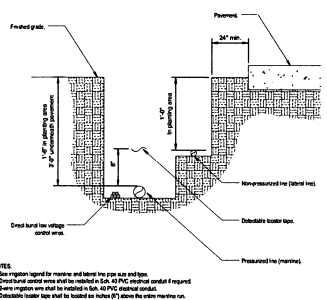 Finished grade.
Pavement.
24" min.
1'-6" in planting area
3'-0" underneath pavement
1'-0"
in planting area
6"
Non-pressurized line (lateral line).
Detectable locator tape.
Direct burial low voltage
control wires.
Pressurized line (mainline).
TES:
See irrigation legend for mainline and lateral line pipe size and type.
Direct burial control wires shall be installed in Sch. 40 PVC electrical conduit if required.
2-wire irrigation wire shall be installed in Sch. 40 PVC electrical conduit.
Detectable locator tape shall be located six inches (6") above the entire mainline run.